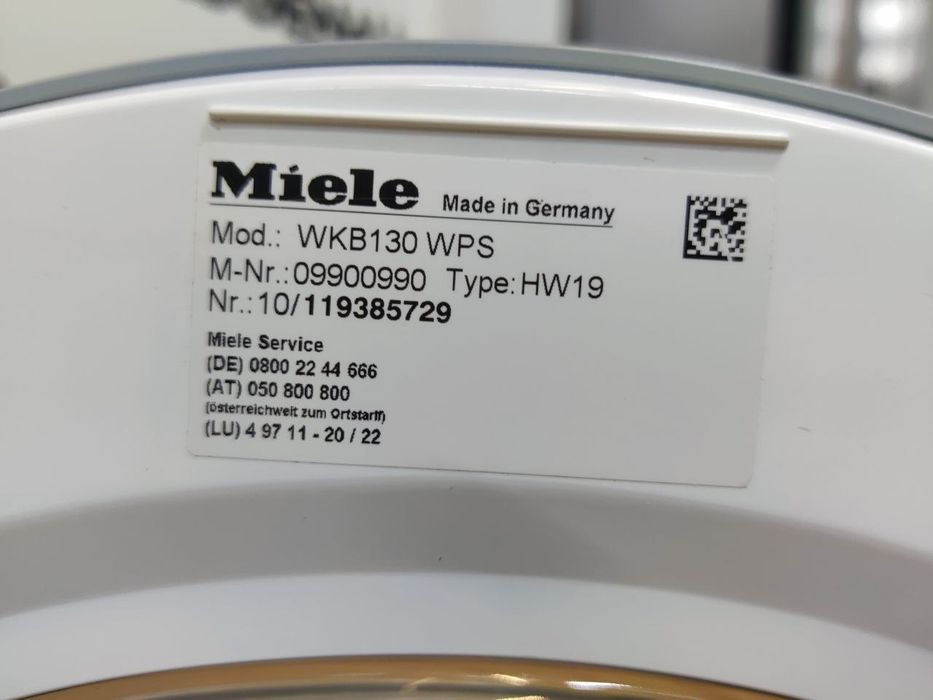 Miele Made in Germany
Mod.: WKB130 WPS
M-Nr.:09900990 Type:HW19
Nr.:10/119385729
Miele Service
(DE) 0800 22 44 666
(AT) 050 800 800
(österreichweit zum Ortstarif)
(LU) 4 97 11 - 20 / 22